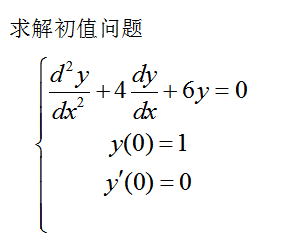 求解初值问题
d²y/dx² + 4 dy/dx + 6y = 0
y(0) = 1
y′(0) = 0